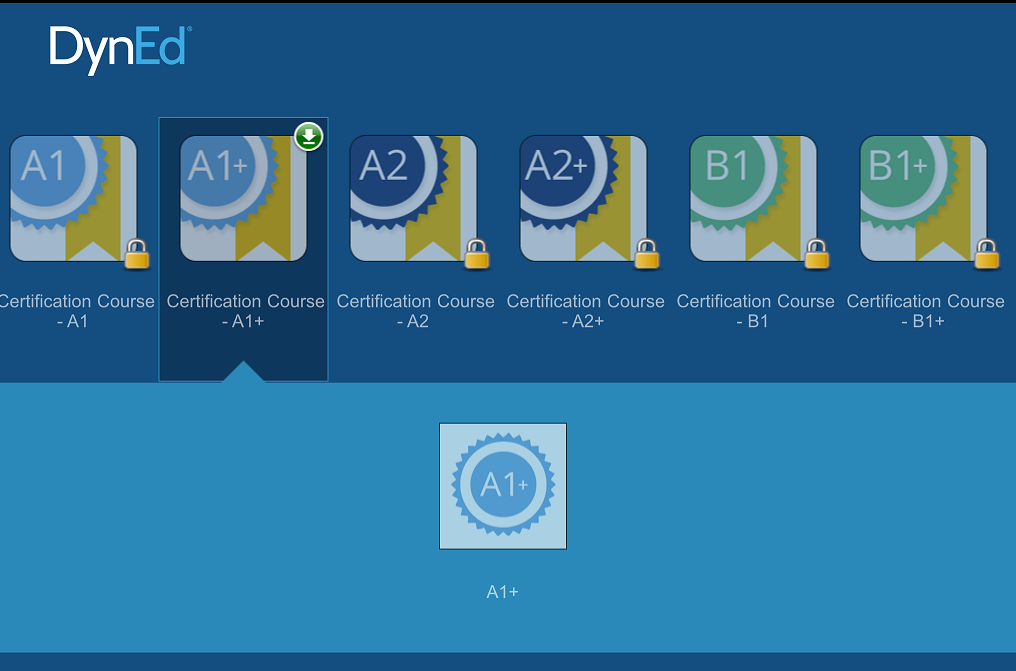 DynEd®
A1
A1+
A2
A2+
B1
B1+
Certification Course
- A1
Certification Course
- A1+
Certification Course
- A2
Certification Course
- A2+
Certification Course
- B1
Certification Course
- B1+
A1+
A1+